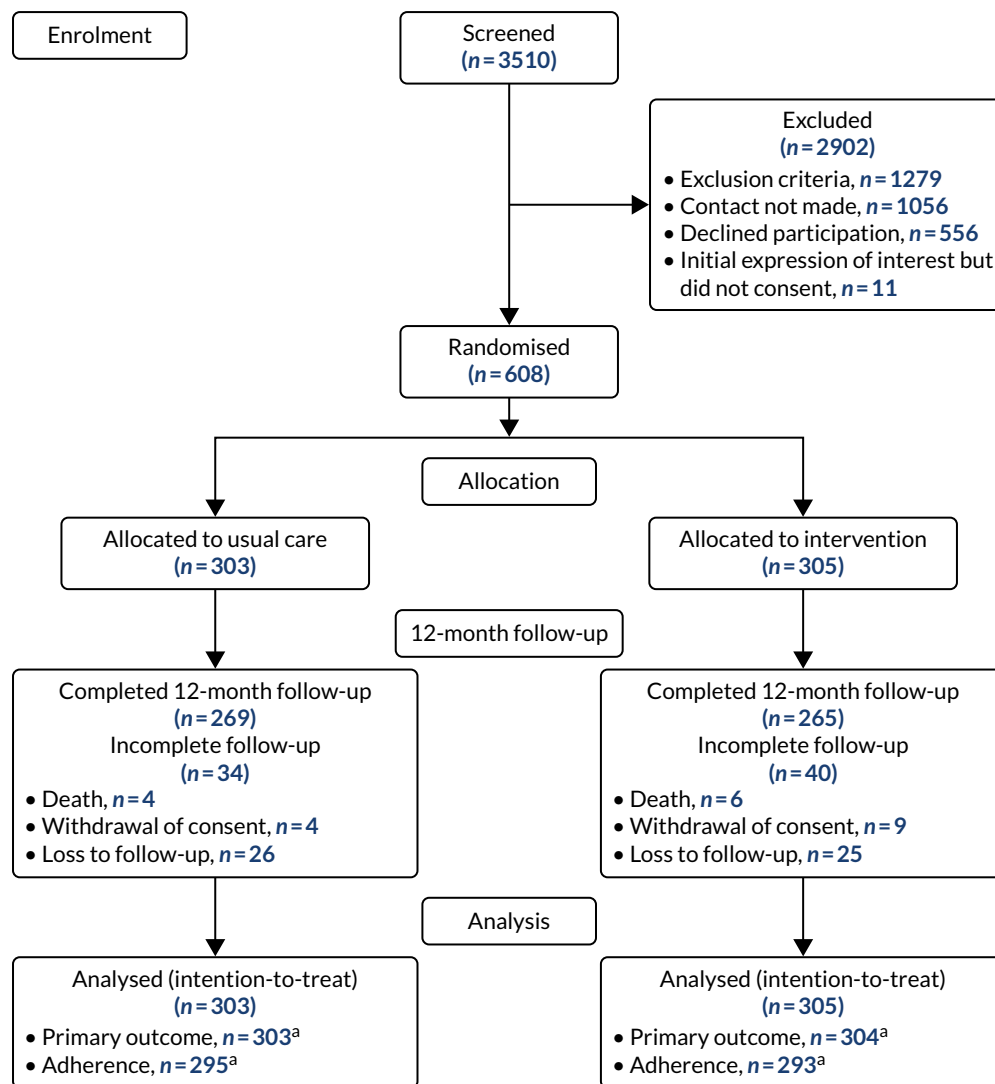 Enrolment
Screened
(n = 3510)
Excluded
(n = 2902)
• Exclusion criteria, n = 1279
• Contact not made, n = 1056
• Declined participation, n = 556
• Initial expression of interest but
did not consent, n = 11
Randomised
(n = 608)
Allocation
Allocated to usual care
(n = 303)
Allocated to intervention
(n = 305)
12-month follow-up
Completed 12-month follow-up
(n = 269)
Incomplete follow-up
(n = 34)
• Death, n = 4
• Withdrawal of consent, n = 4
• Loss to follow-up, n = 26
Completed 12-month follow-up
(n = 265)
Incomplete follow-up
(n = 40)
• Death, n = 6
• Withdrawal of consent, n = 9
• Loss to follow-up, n = 25
Analysis
Analysed (intention-to-treat)
(n = 303)
• Primary outcome, n = 303ᵃ
• Adherence, n = 295ᵃ
Analysed (intention-to-treat)
(n = 305)
• Primary outcome, n = 304ᵃ
• Adherence, n = 293ᵃ